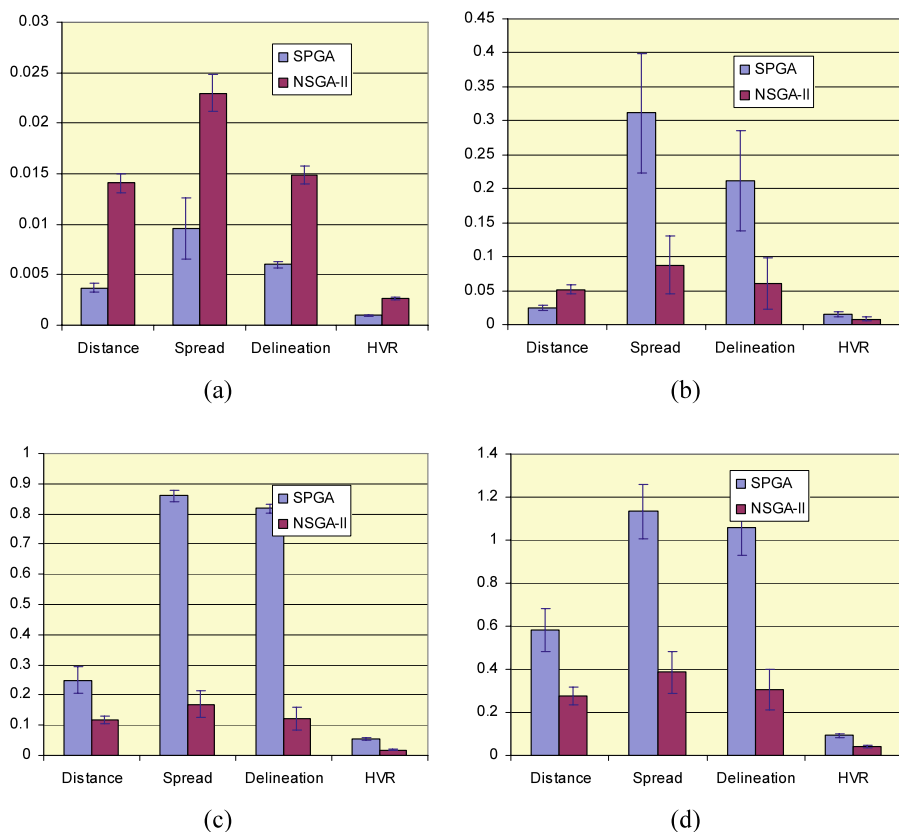 0.03
0.025
0.02
0.015
0.01
0.005
0
SPGA
NSGA-II
Distance Spread Delineation HVR
(a)
0.45
0.4
0.35
0.3
0.25
0.2
0.15
0.1
0.05
0
SPGA
NSGA-II
Distance Spread Delineation HVR
(b)
1
0.9
0.8
0.7
0.6
0.5
0.4
0.3
0.2
0.1
0
SPGA
NSGA-II
Distance Spread Delineation HVR
(c)
1.4
1.2
1
0.8
0.6
0.4
0.2
0
SPGA
NSGA-II
Distance Spread Delineation HVR
(d)